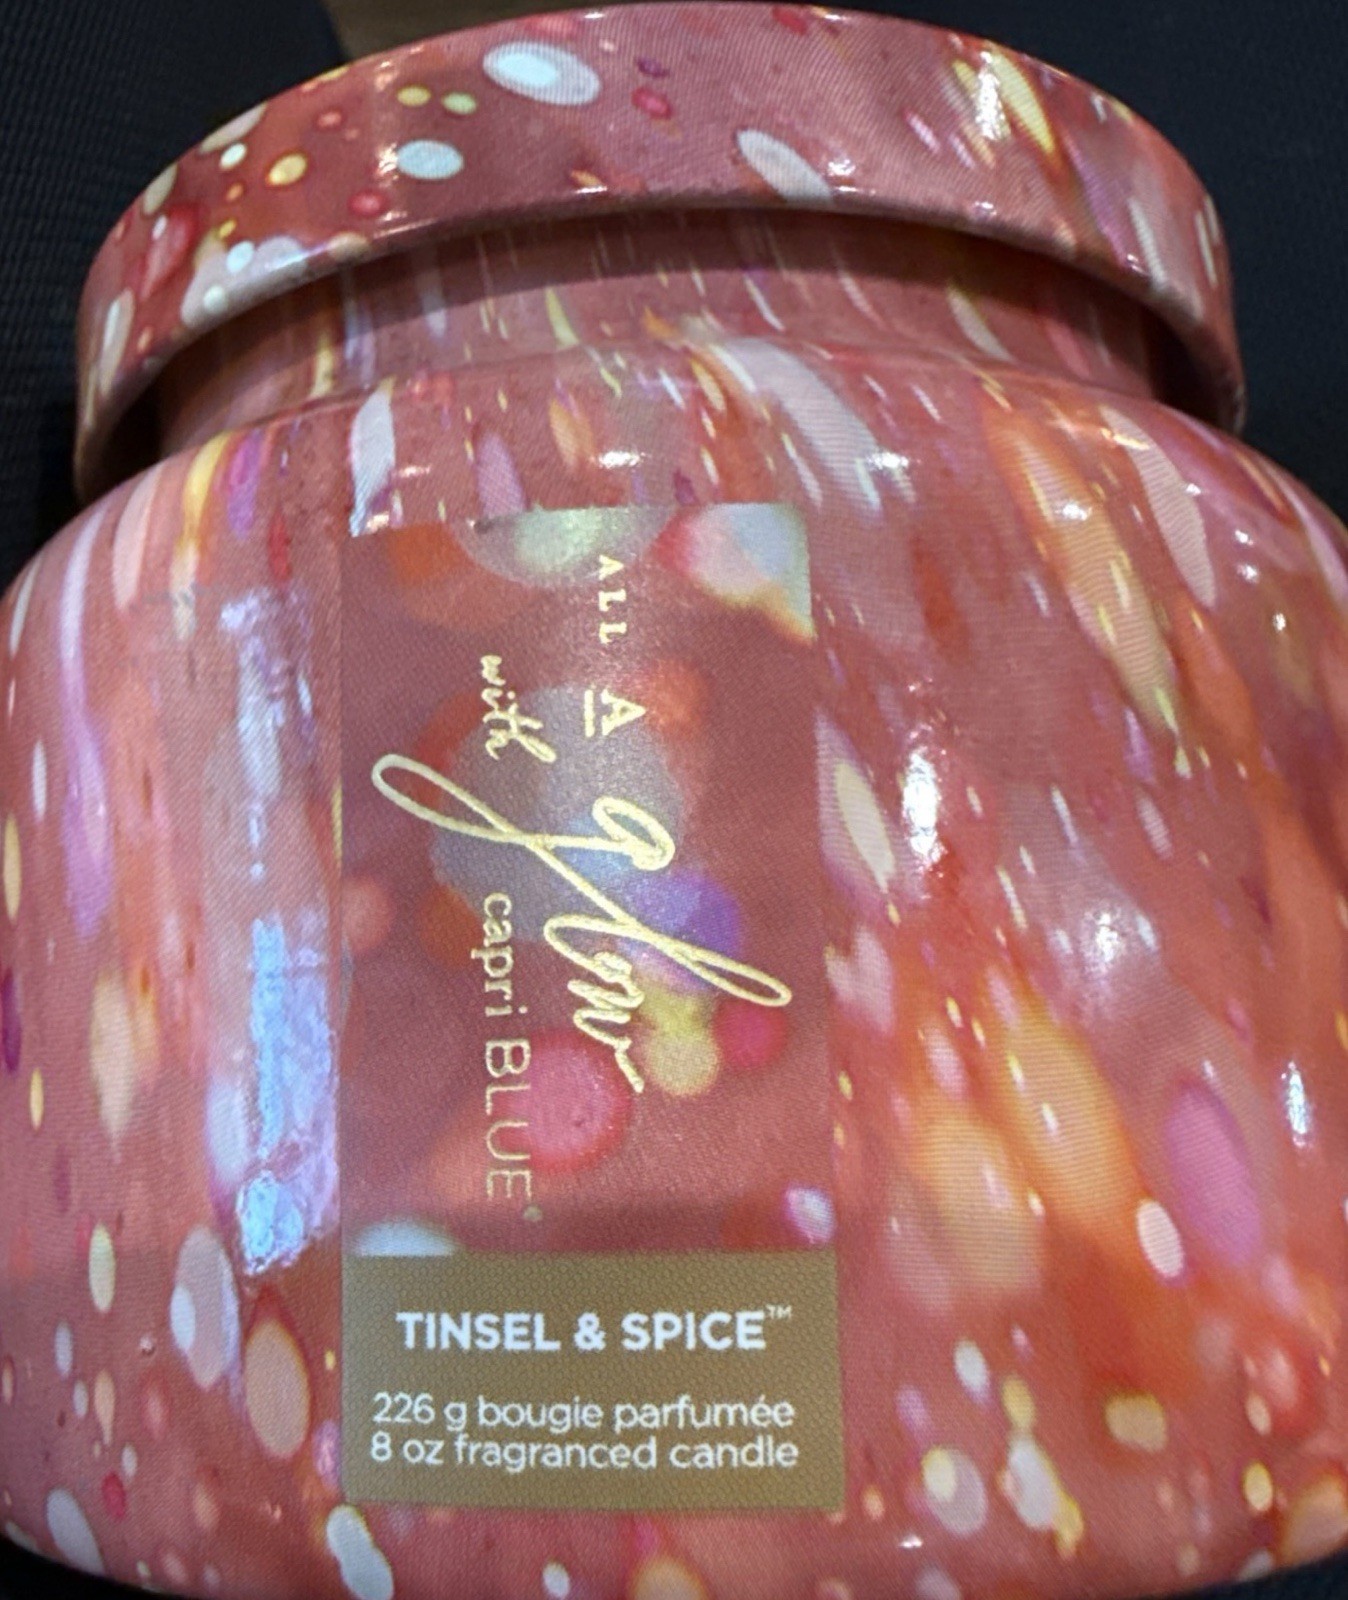 ALL A Glow
with capri BLUE®
TINSEL & SPICE™
226 g bougie parfumée
8 oz fragranced candle